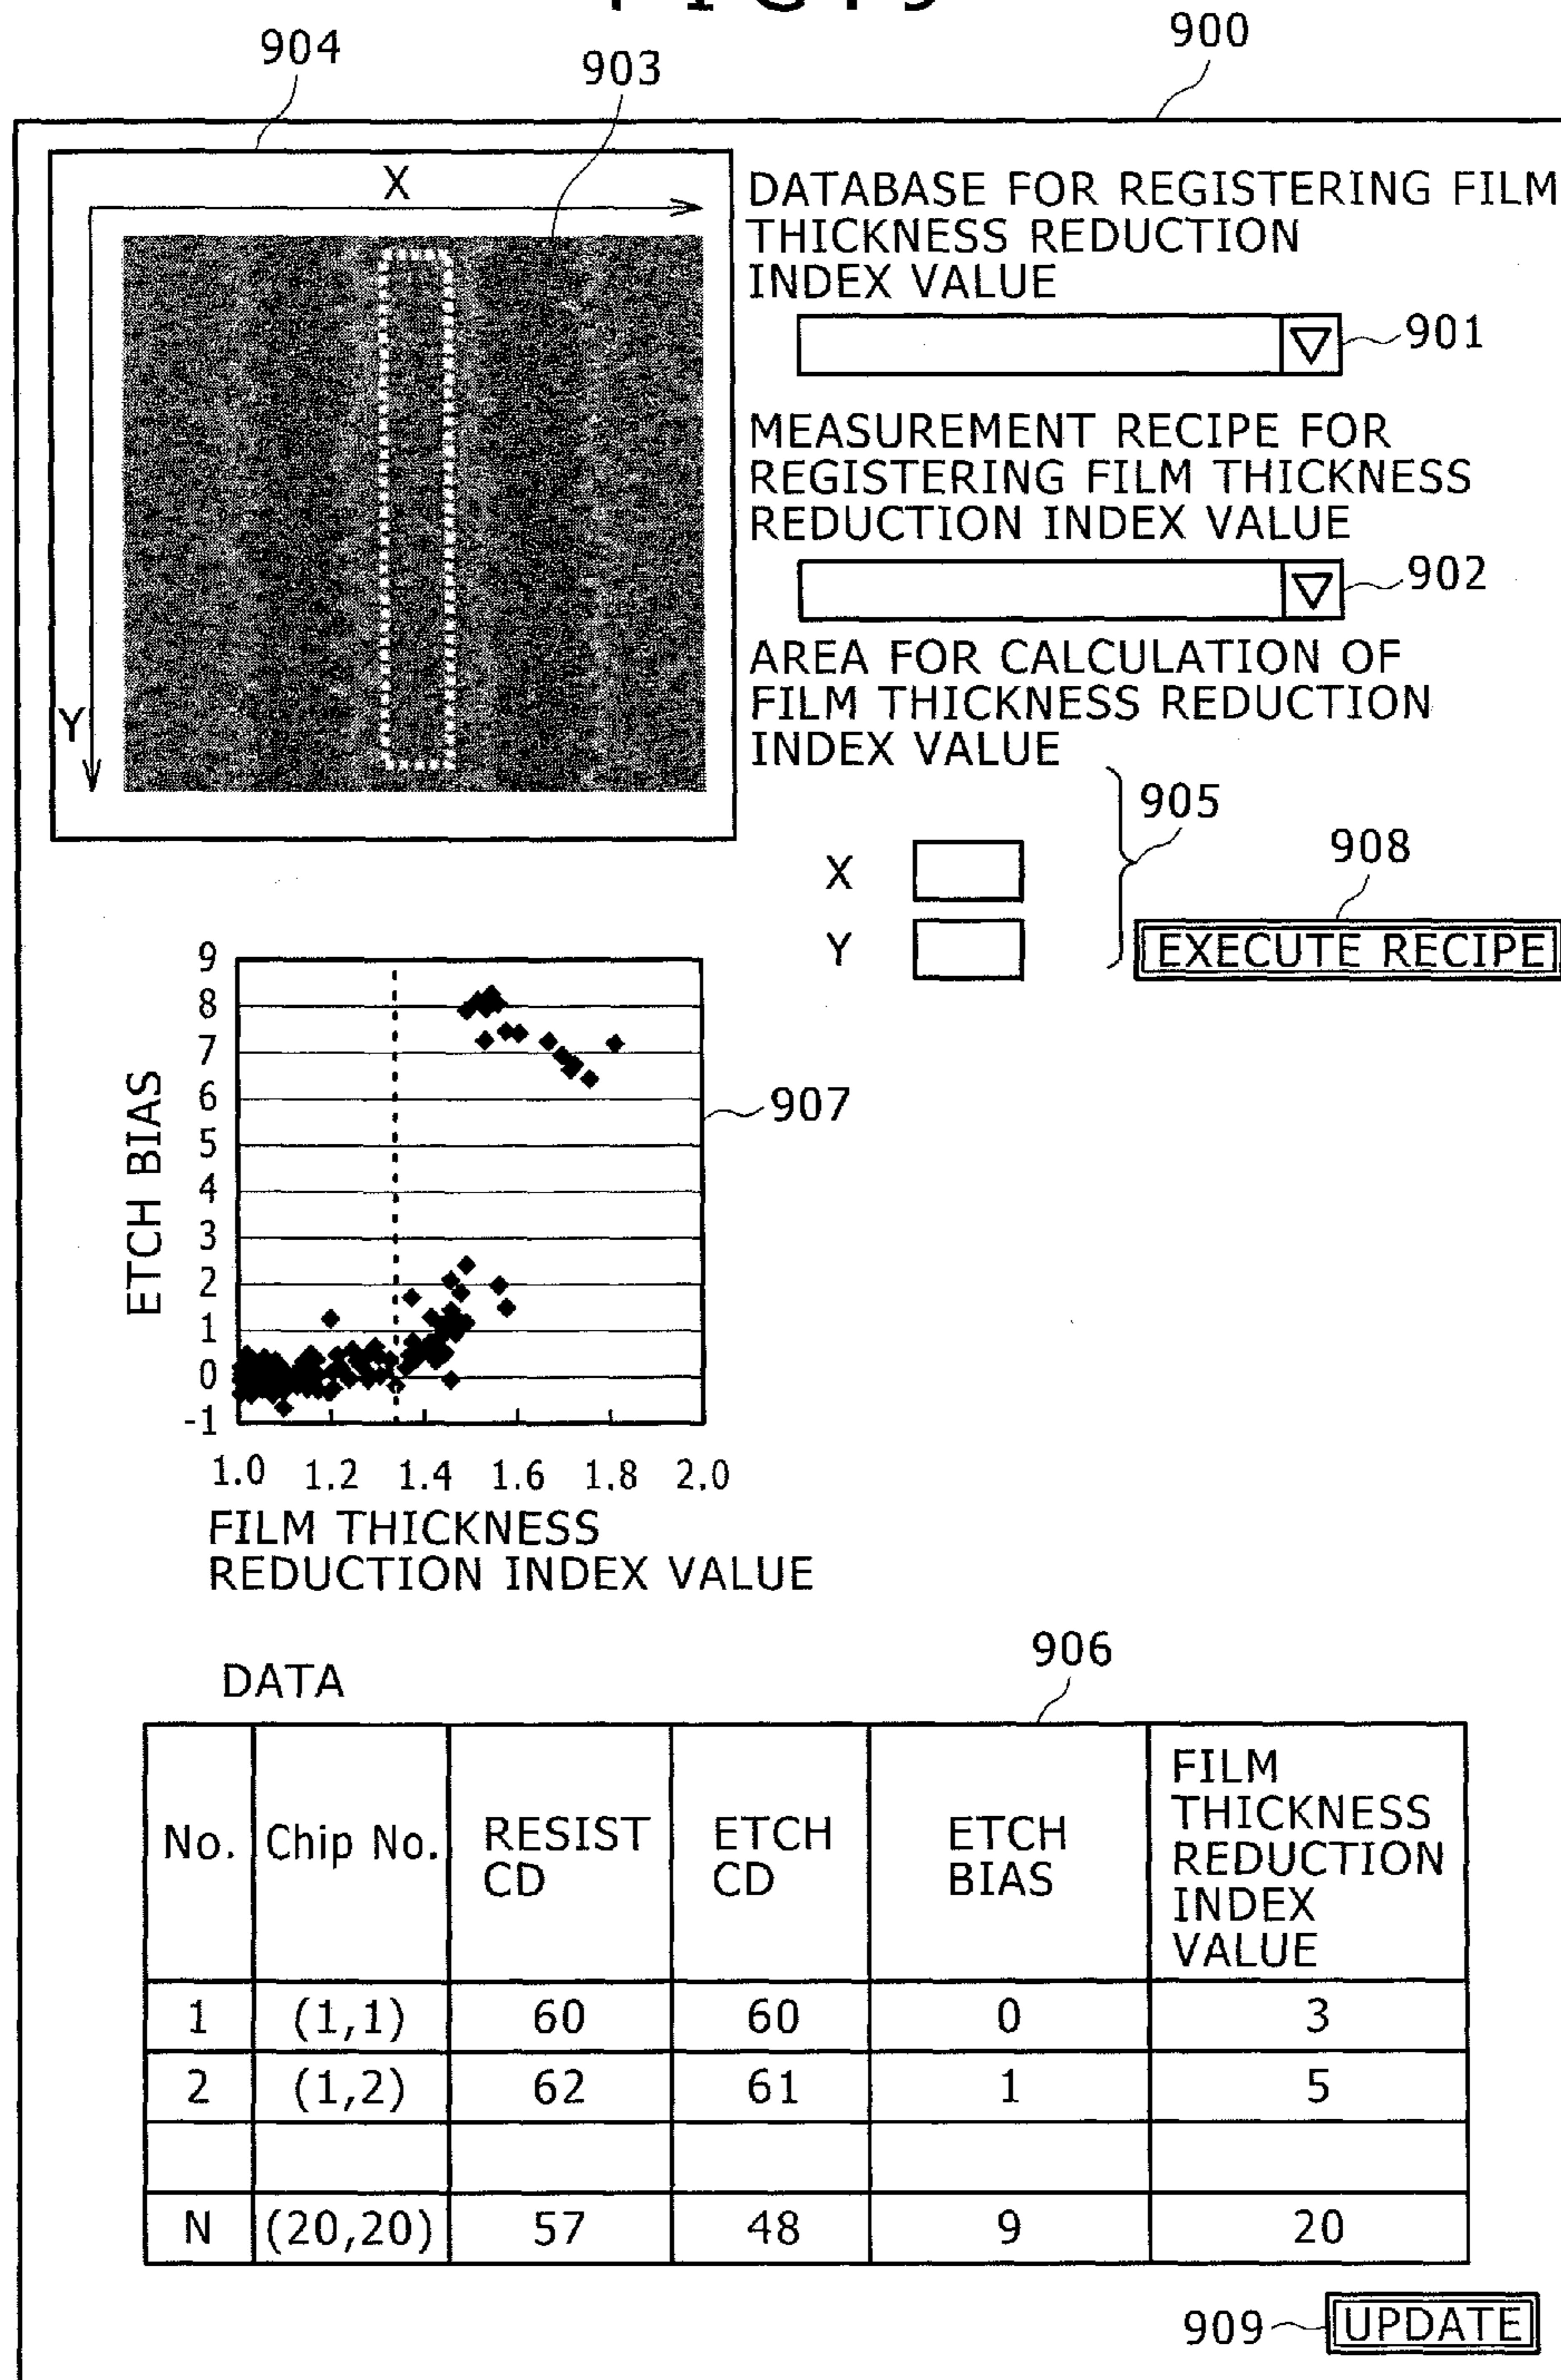 FIG. 9
904
903
900
X
Y
DATABASE FOR REGISTERING FILM
THICKNESS REDUCTION
INDEX VALUE
901
MEASUREMENT RECIPE FOR
REGISTERING FILM THICKNESS
REDUCTION INDEX VALUE
902
AREA FOR CALCULATION OF
FILM THICKNESS REDUCTION
INDEX VALUE
905
X
Y
908
EXECUTE RECIPE
ETCH BIAS
9
8
7
6
5
4
3
2
1
0
-1
1.0 1.2 1.4 1.6 1.8 2.0
FILM THICKNESS
REDUCTION INDEX VALUE
907
DATA
906
No. Chip No. RESIST CD ETCH CD ETCH BIAS FILM THICKNESS REDUCTION INDEX VALUE
1 (1,1) 60 60 0 3
2 (1,2) 62 61 1 5
N (20,20) 57 48 9 20
909 UPDATE